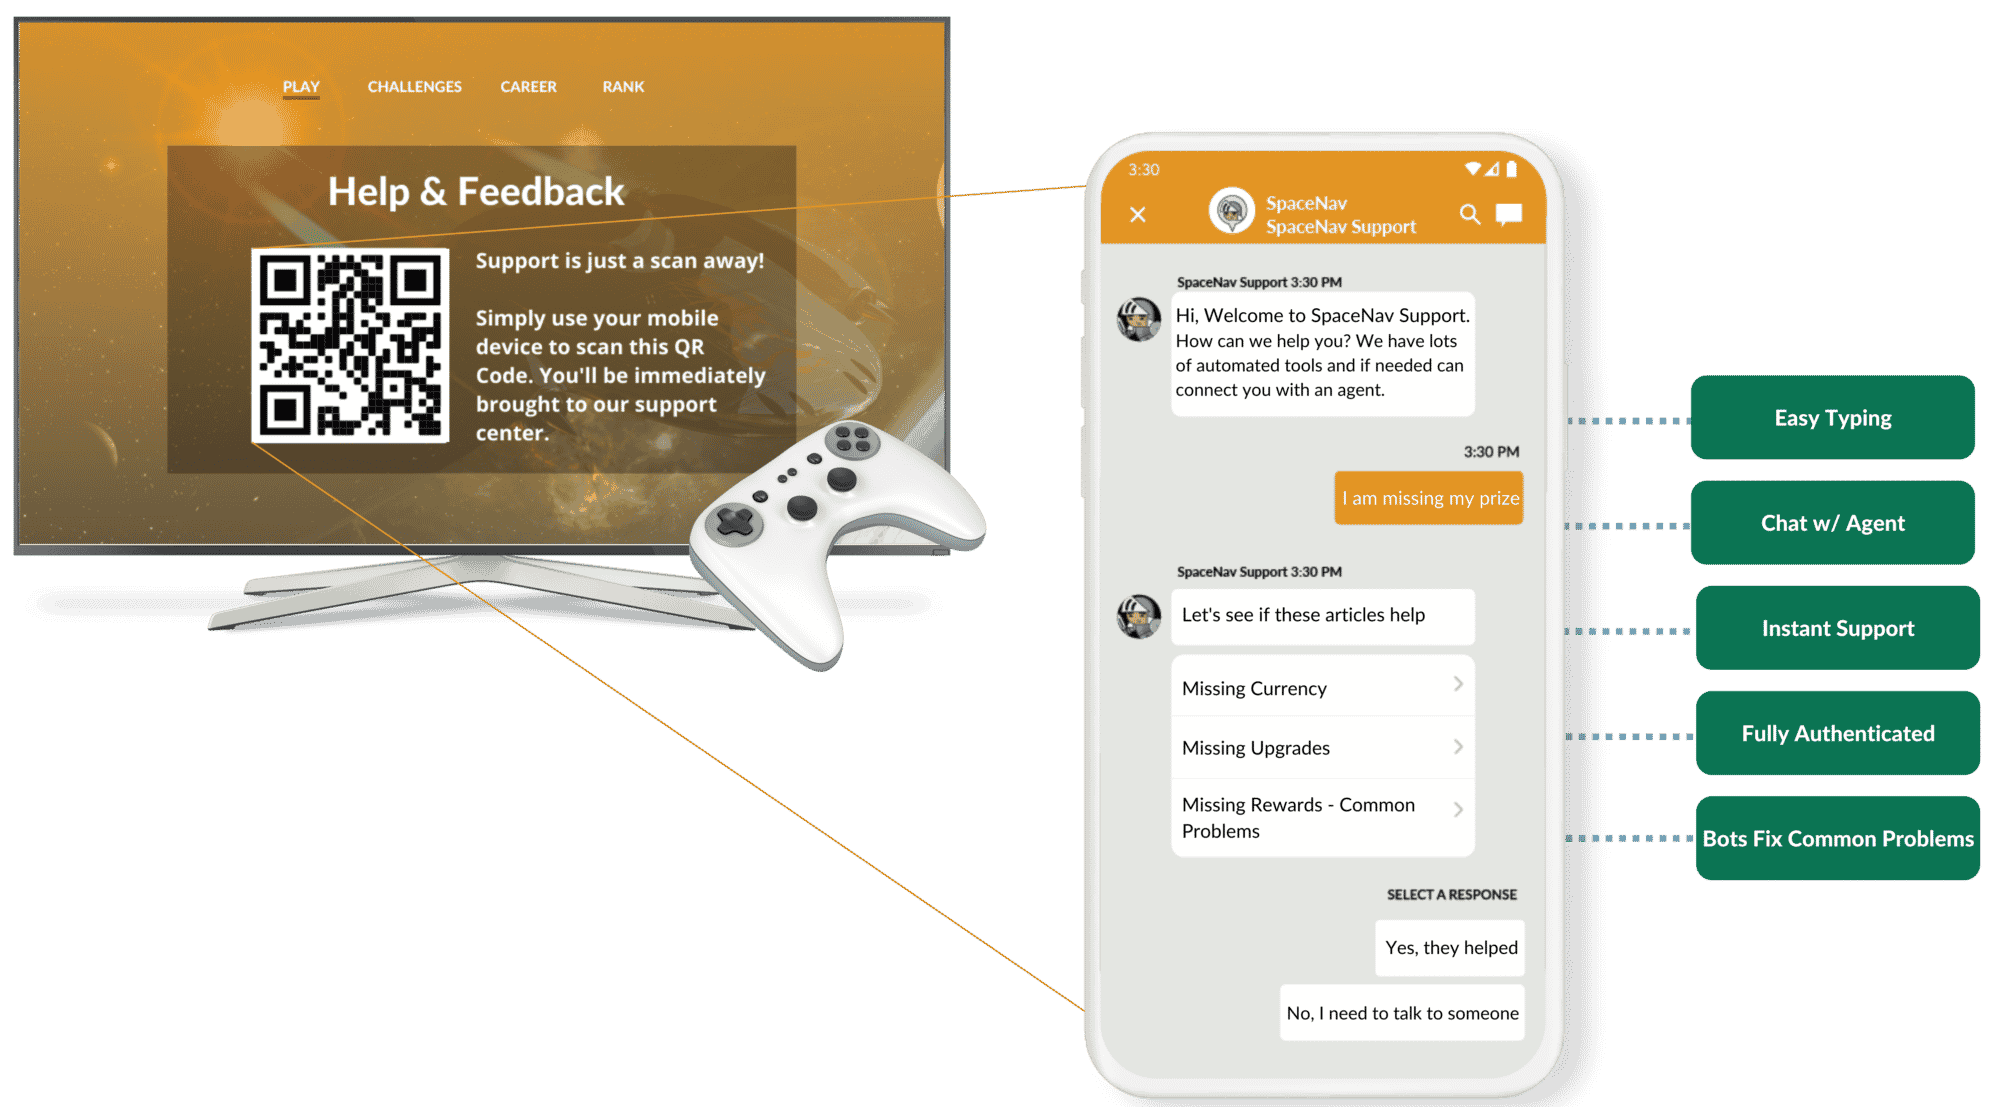 PLAY CHALLENGES CAREER RANK
Help & Feedback
Support is just a scan away!
Simply use your mobile
device to scan this QR
Code. You'll be immediately
brought to our support
center.
3:30
SpaceNav
SpaceNav Support
SpaceNav Support 3:30 PM
Hi, Welcome to SpaceNav Support.
How can we help you? We have lots
of automated tools and if needed can
connect you with an agent.
3:30 PM
I am missing my prize
SpaceNav Support 3:30 PM
Let's see if these articles help
Missing Currency
Missing Upgrades
Missing Rewards - Common
Problems
SELECT A RESPONSE
Yes, they helped
No, I need to talk to someone
Easy Typing
Chat w/ Agent
Instant Support
Fully Authenticated
Bots Fix Common Problems